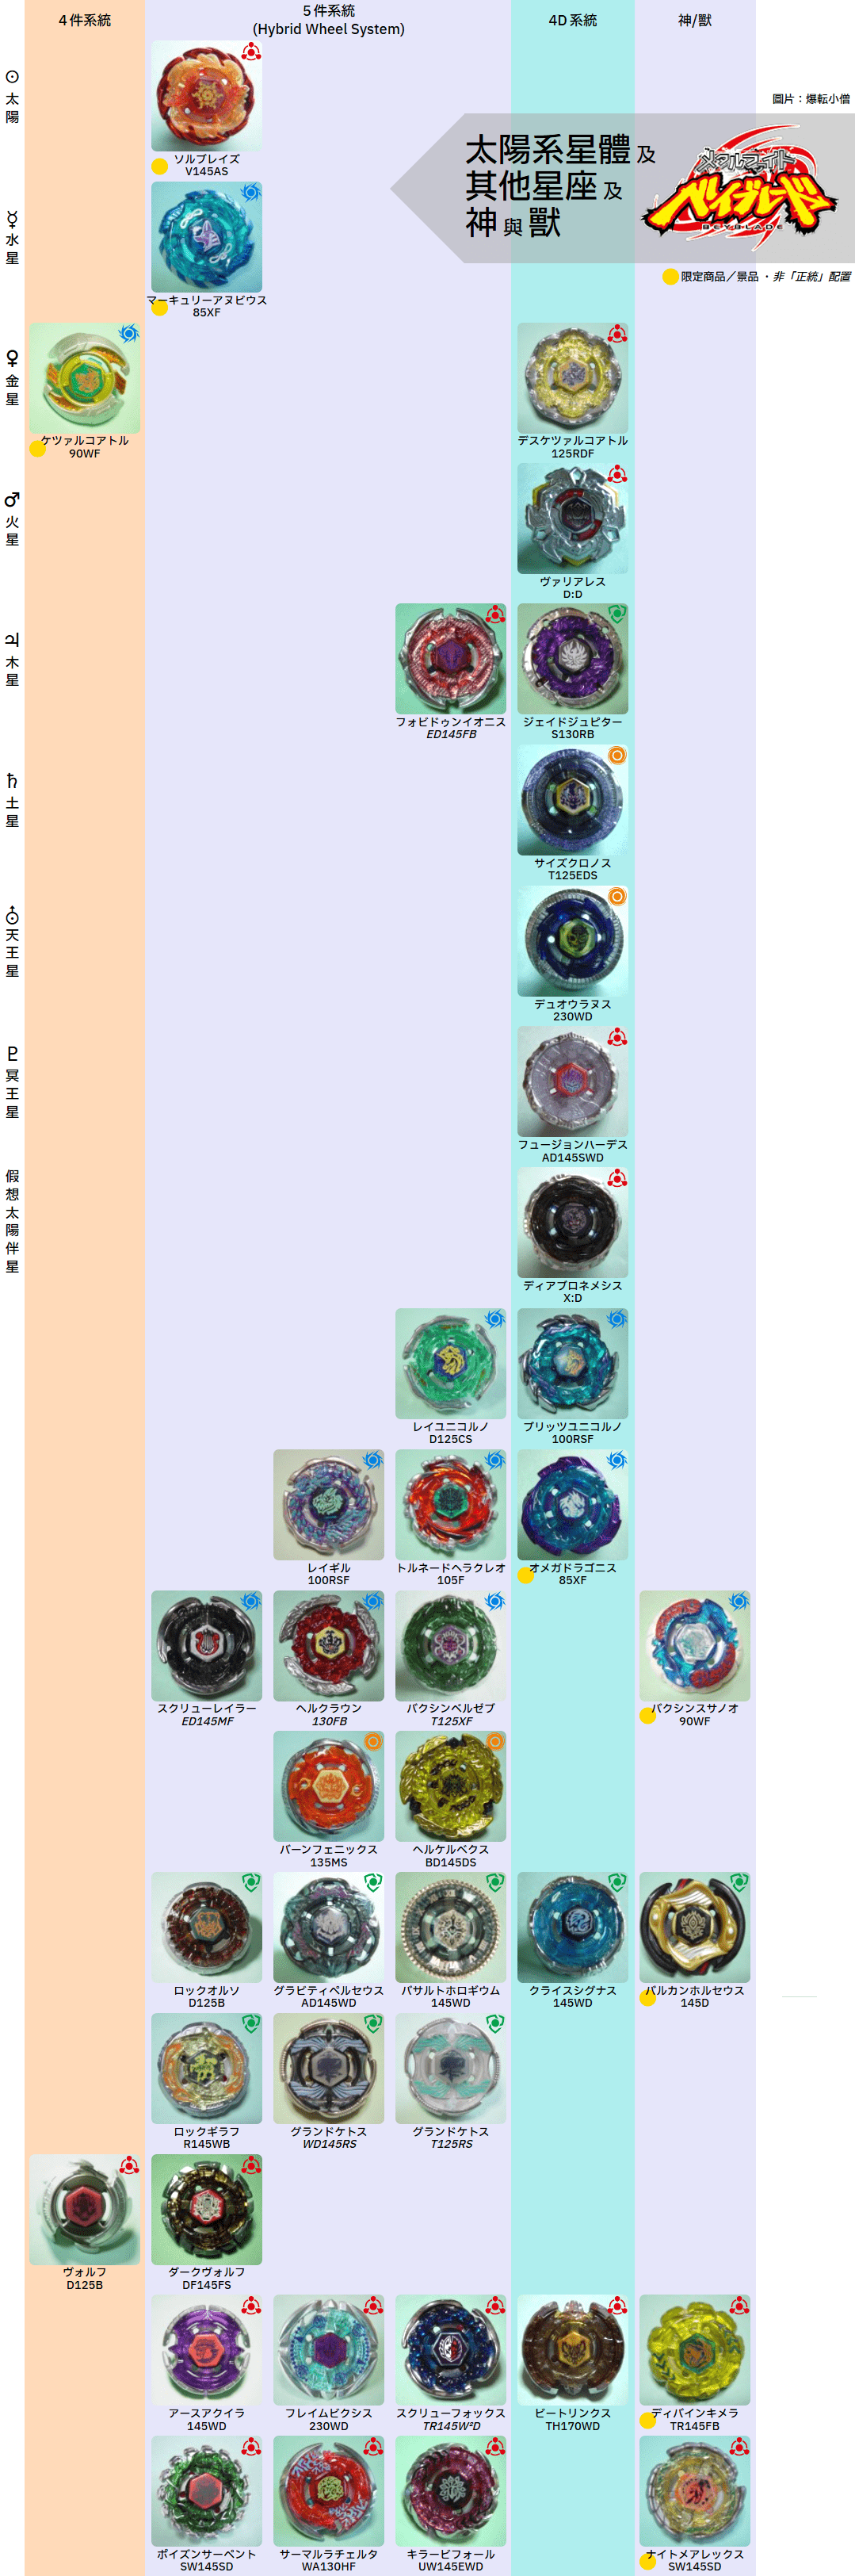 4件系統
5件系統
(Hybrid Wheel System)
4D系統
神/獸
☉
太
陽
ソルブレイズ
V145AS
圖片：爆転小僧
太陽系星體及
其他星座及
神與獸
メタルファイト
ベイブレード
BEYBLADE
限定商品／景品・非「正統」配置
☿
水
星
マーキュリーアヌビウス
85XF
♀
金
星
ケツァルコアトル
90WF
デスケツァルコアトル
125RDF
♂
火
星
ヴァリアレス
D:D
♃
木
星
フォビドゥンイオニス
ED145FB
ジェイドジュピター
S130RB
♄
土
星
サイズクロノス
T125EDS
⛢
天
王
星
デュオウラヌス
230WD
♇
冥
王
星
フュージョンハーデス
AD145SWD
假
想
太
陽
伴
星
ディアブロネメシス
X:D
レイユニコルノ
D125CS
ブリッツユニコルノ
100RSF
レイギル
100RSF
トルネードヘラクレオ
105F
オメガドラゴニス
85XF
スクリューレイラー
ED145MF
ヘルクラウン
130FB
バクシンベルゼブ
T125XF
バクシンスサノオ
90WF
バーンフェニックス
135MS
ヘルケルベクス
BD145DS
ロックオルソ
D125B
グラビティペルセウス
AD145WD
バサルトホロギウム
145WD
クライスシグナス
145WD
バルカンホルセウス
145D
ロックギラフ
R145WB
グランドケトス
WD145RS
グランドケトス
T125RS
ヴォルフ
D125B
ダークヴォルフ
DF145FS
アースアクイラ
145WD
フレイムビクシス
230WD
スクリューフォックス
TR145W²D
ビートリンクス
TH170WD
ディバインキメラ
TR145FB
ポイズンサーペント
SW145SD
サーマルラチェルタ
WA130HF
キラービフォール
UW145EWD
ナイトメアレックス
SW145SD